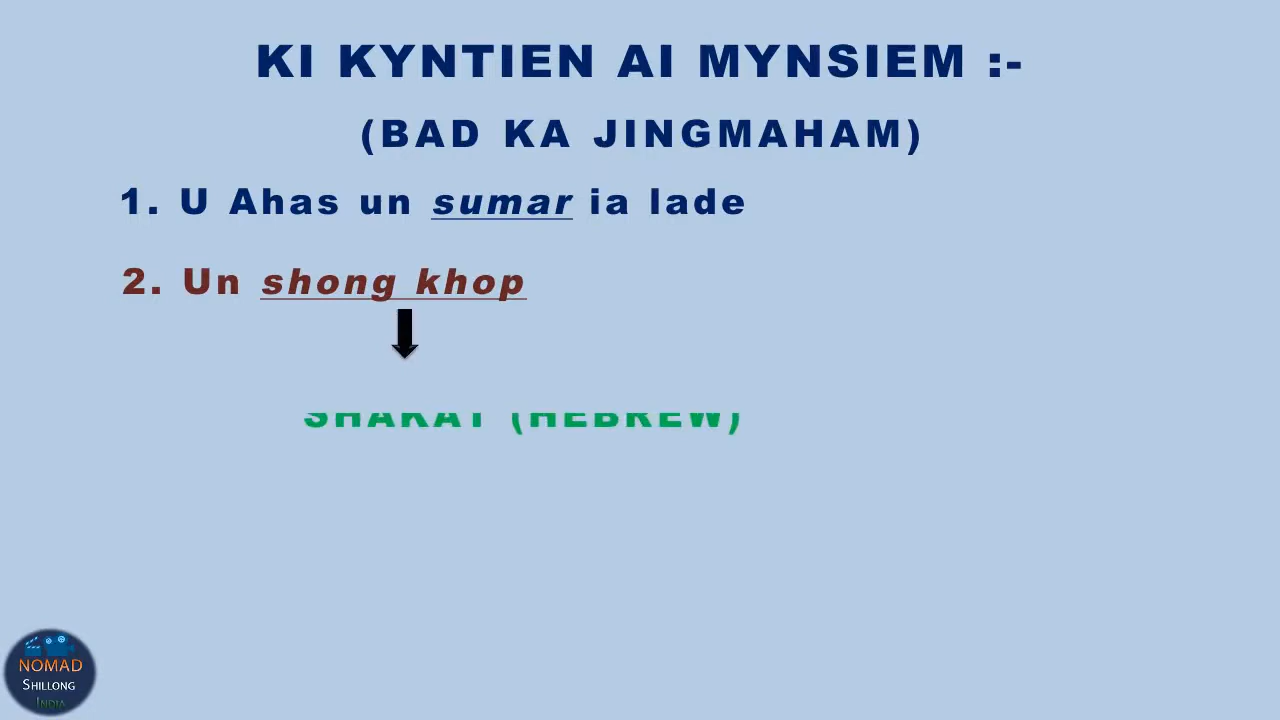 KI KYNTIEN AI MYNSIEM :-
(BAD KA JINGMAHAM)
1. U Ahas un sumar ia lade
2. Un shong khop
SHAKAT (HEBREW)
NOMAD
SHILLONG
INDIA